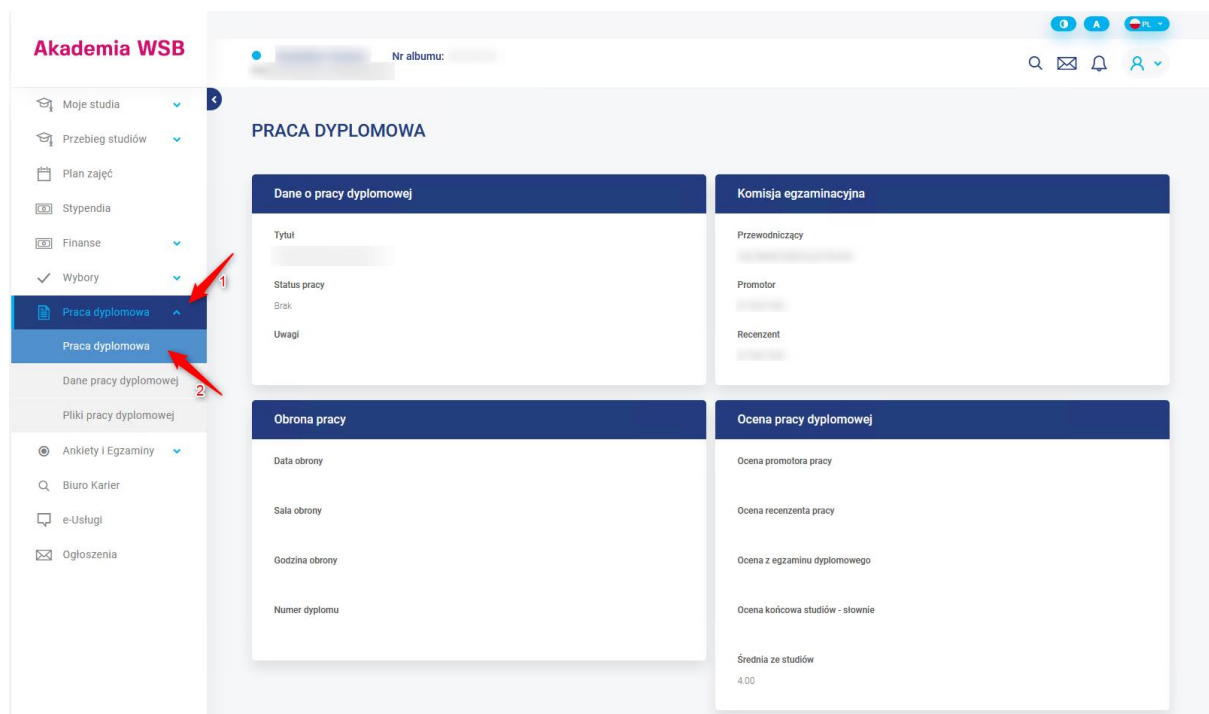 A
PL
Akademia WSB
Nr albumu:
Moje studia
Przebieg studiów
Plan zajęć
Stypendia
Finanse
Wybory
1
Praca dyplomowa
Praca dyplomowa
2
Dane pracy dyplomowej
Pliki pracy dyplomowej
Ankiety i Egzaminy
Biuro Karier
e-Usługi
Ogłoszenia
PRACA DYPLOMOWA
Dane o pracy dyplomowej
Tytuł
Status pracy
Brak
Uwagi
Komisja egzaminacyjna
Przewodniczący
Promotor
Recenzent
Obrona pracy
Data obrony
Sala obrony
Godzina obrony
Numer dyplomu
Ocena pracy dyplomowej
Ocena promotora pracy
Ocena recenzenta pracy
Ocena z egzaminu dyplomowego
Ocena końcowa studiów - słownie
Średnia ze studiów
4.00